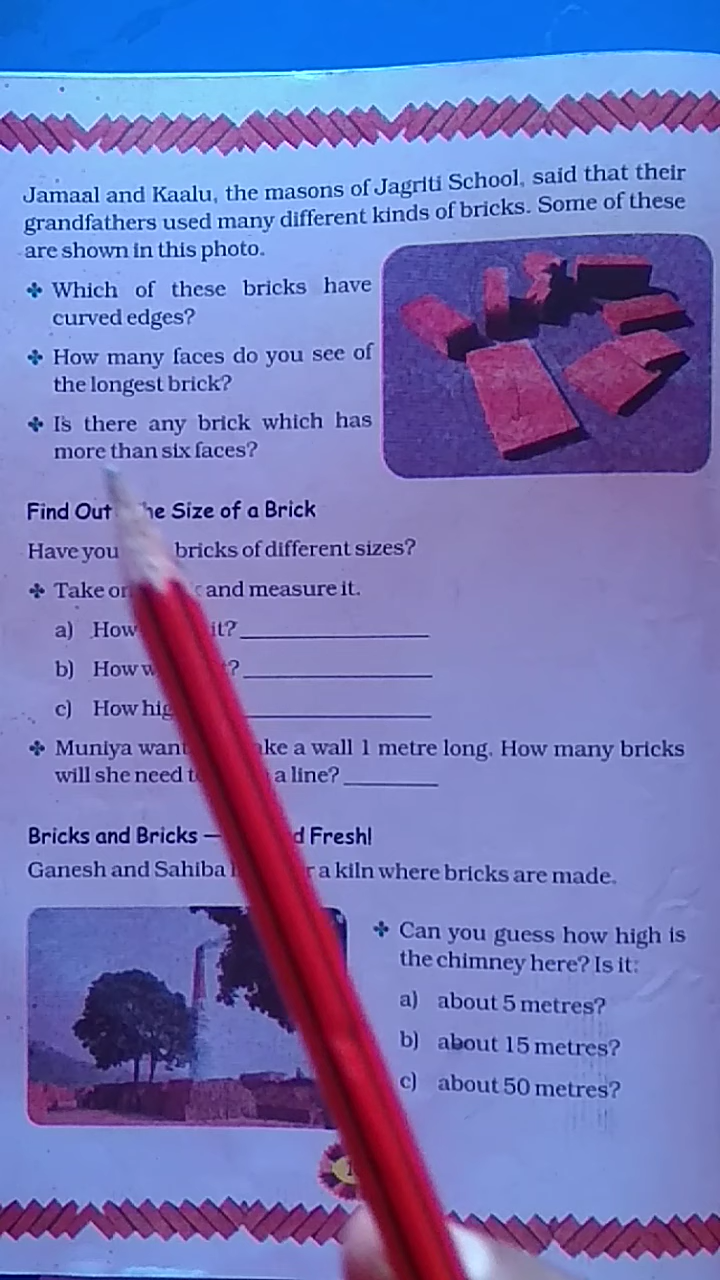 Jamaal and Kaalu, the masons of Jagriti School, said that their
grandfathers used many different kinds of bricks. Some of these
are shown in this photo.
✤ Which of these bricks have
curved edges?
✤ How many faces do you see of
the longest brick?
✤ Is there any brick which has
more than six faces?
Find Out he Size of a Brick
Have you bricks of different sizes?
✤ Take and measure it.
a) How it?
b) How ?
c) How
✤ Muniya a wall 1 metre long. How many bricks
will she need a line?
Bricks and Bricks — Fresh!
Ganesh and Sahiba a kiln where bricks are made.
✤ Can you guess how high is
the chimney here? Is it:
a) about 5 metres?
b) about 15 metres?
c) about 50 metres?